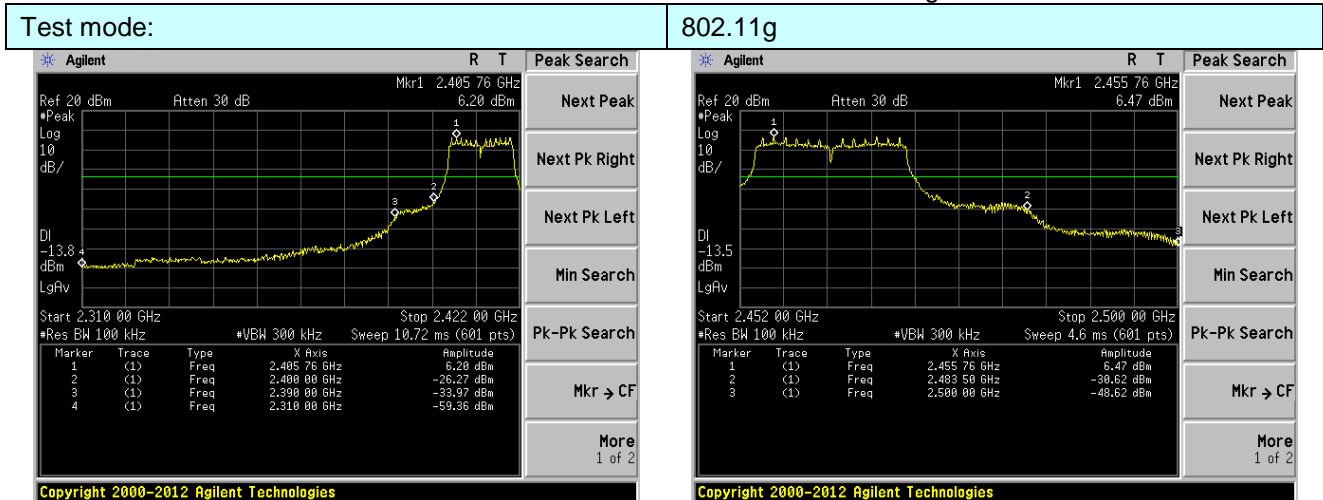 Test mode: 802.11g
Agilent R T Peak Search
Mkr1 2.405 76 GHz
Ref 20 dBm Atten 30 dB 6.20 dBm
#Peak
Log
10
dB/
1
2
3
4
DI
-13.8
dBm
LgAv
Start 2.310 00 GHz Stop 2.422 00 GHz
#Res BW 100 kHz #VBW 300 kHz Sweep 10.72 ms (601 pts)
Marker Trace Type X Axis Amplitude
1 (1) Freq 2.405 76 GHz 6.20 dBm
2 (1) Freq 2.400 00 GHz -26.27 dBm
3 (1) Freq 2.390 00 GHz -33.97 dBm
4 (1) Freq 2.310 00 GHz -59.36 dBm
Next Peak
Next Pk Right
Next Pk Left
Min Search
Pk-Pk Search
Mkr → CF
More
1 of 2
Copyright 2000-2012 Agilent Technologies
Agilent R T Peak Search
Mkr1 2.455 76 GHz
Ref 20 dBm Atten 30 dB 6.47 dBm
#Peak
Log
10
dB/
1
2
3
DI
-13.5
dBm
LgAv
Start 2.452 00 GHz Stop 2.500 00 GHz
#Res BW 100 kHz #VBW 300 kHz Sweep 4.6 ms (601 pts)
Marker Trace Type X Axis Amplitude
1 (1) Freq 2.455 76 GHz 6.47 dBm
2 (1) Freq 2.483 50 GHz -30.62 dBm
3 (1) Freq 2.500 00 GHz -48.62 dBm
Next Peak
Next Pk Right
Next Pk Left
Min Search
Pk-Pk Search
Mkr → CF
More
1 of 2
Copyright 2000-2012 Agilent Technologies